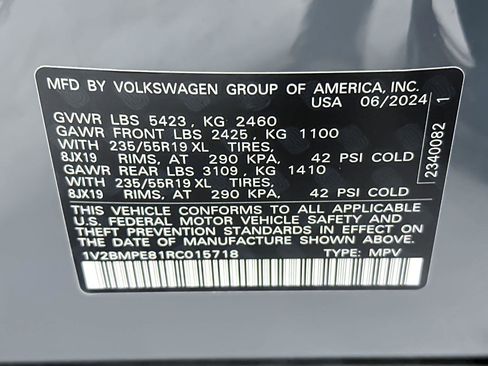 MFD BY VOLKSWAGEN GROUP OF AMERICA, INC.
USA 06/2024
GVWR LBS 5423, KG 2460
GAWR FRONT LBS 2425, KG 1100
WITH 235/55R19 XL TIRES,
8JX19 RIMS, AT 290 KPA, 42 PSI COLD
GAWR REAR LBS 3109, KG 1410
WITH 235/55R19 XL TIRES,
8JX19 RIMS, AT 290 KPA, 42 PSI COLD
THIS VEHICLE CONFORMS TO ALL APPLICABLE
U.S. FEDERAL MOTOR VEHICLE SAFETY AND
THEFT PREVENTION STANDARDS IN EFFECT ON
THE DATE OF MANUFACTURE SHOWN ABOVE.
1V2BMPE81RC015718 TYPE: MPV
2340082 1